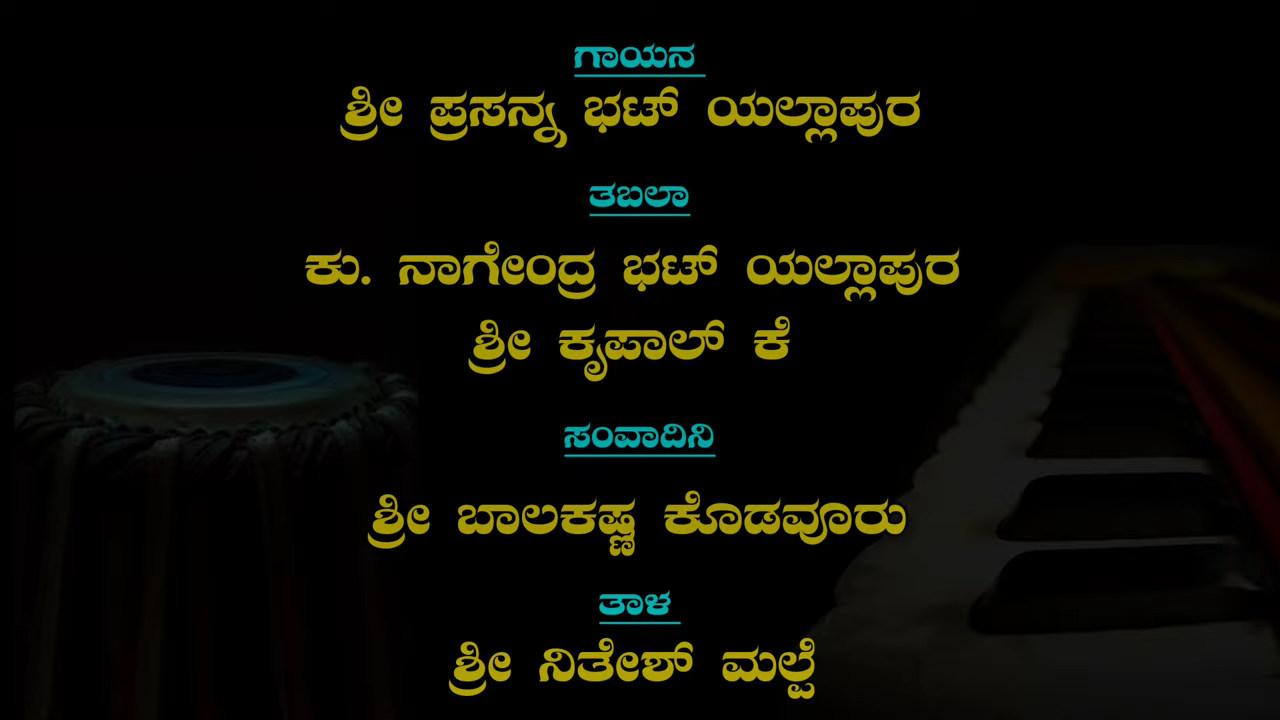 ಗಾಯನ
ಶ್ರೀ ಪ್ರಸನ್ನ ಭಟ್ ಯಲ್ಲಾಪುರ
ತಬಲಾ
ಕು. ನಾಗೇಂದ್ರ ಭಟ್ ಯಲ್ಲಾಪುರ
ಶ್ರೀ ಕೃಪಾಲ್ ಕೆ
ಸಂವಾದಿನಿ
ಶ್ರೀ ಬಾಲಕಷ್ಣ ಕೊಡವೂರು
ತಾಳ
ಶ್ರೀ ನಿತೇಶ್ ಮಲ್ಪೆ